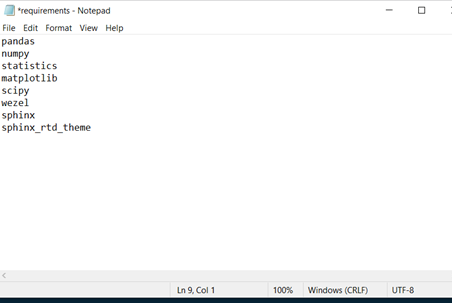 *requirements - Notepad
File Edit Format View Help
pandas
numpy
statistics
matplotlib
scipy
wezel
sphinx
sphinx_rtd_theme
Ln 9, Col 1 100% Windows (CRLF) UTF-8